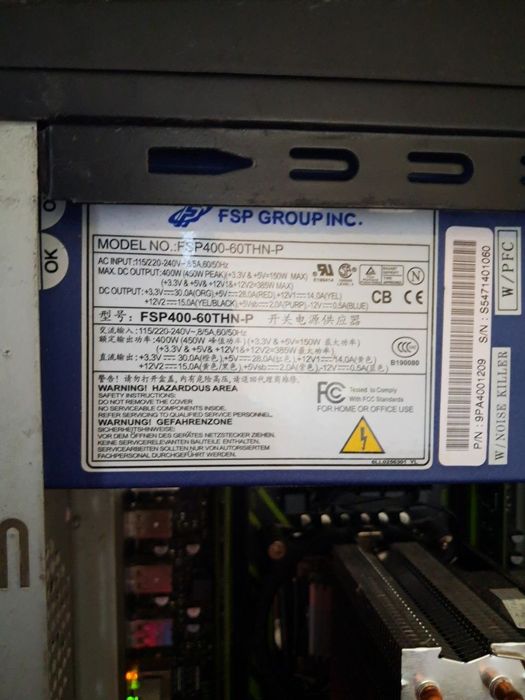 FSP GROUP INC.
OK
MODEL NO.:FSP400-60THN-P
AC INPUT:115/220-240V~,8/5A,60/50Hz
MAX. DC OUTPUT:400W (450W PEAK)(+3.3V & +5V=150W MAX)
(+3.3V & +5V& +12V1& +12V2=385W MAX)
DC OUTPUT:+3.3V⎓30.0A(ORG),+5V⎓28.0A(RED),+12V1⎓14.0A(YEL)
+12V2⎓15.0A(YEL/BLACK),+5Vsb⎓2.0A(PURP),-12V⎓0.5A(BLUE)
CB CE
N
型号: FSP400-60THN-P 开关电源供应器
交流输入:115/220-240V~,8/5A,60/50Hz
额定输出功率:400W (450W 峰值功率)(+3.3V & +5V=150W 最大功率)
(+3.3V & +5V& +12V1& +12V2=385W 最大功率)
直流输出:+3.3V⎓30.0A(橙色),+5V⎓28.0A(红色),+12V1⎓14.0A(黄色)
+12V2⎓15.0A(黄色/黑色),+5Vsb⎓2.0A(紫色),-12V⎓0.5A(蓝色)
CCC
警告:请勿打开盒盖,内有危险高压,请送回代理商维修.
WARNING! HAZARDOUS AREA
SAFETY INSTRUCTIONS:
DO NOT REMOVE THE COVER
NO SERVICEABLE COMPONENTS INSIDE.
REFER SERVICING TO QUALIFIED SERVICE PERSONNEL.
WARNUNG! GEFAHRENZONE
SICHERHEITSHINWEISE:
VOR DEM ÖFFNEN DES GERÄTES NETZSTECKER ZIEHEN.
KEINE SERVICERELEVANTEN BAUTEILE ENTHALTEN.
SERVICEARBEITEN SOLLTEN NUR VON AUTORISIERTEM
FACHPERSONAL DURCHGEFÜHRT WERDEN.
FC Tested to Comply
With FCC Standards
FOR HOME OR OFFICE USE
P/N : 9PA4001209 S/N : S5471401060
W/NOISE KILLER
W/PFC